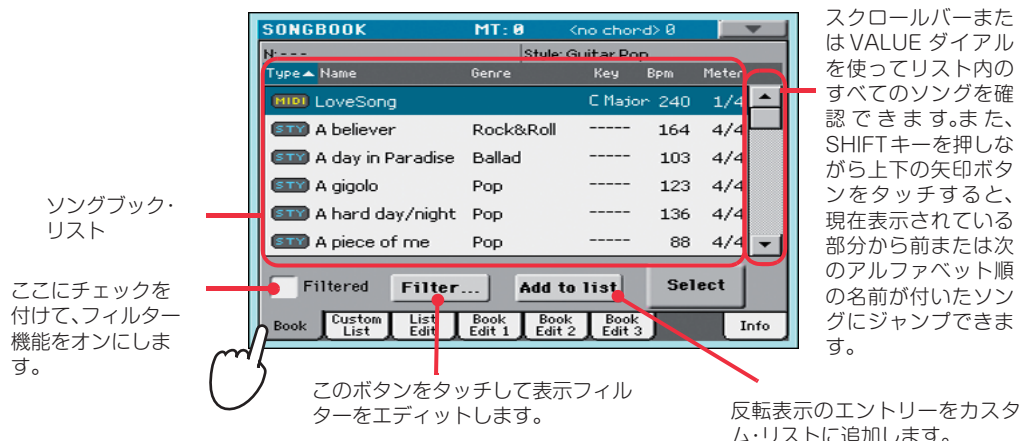 SONGBOOK MT: 0 <no chord> 0
N: --- Style: Guitar Pop
Type Name Genre Key Bpm Meter
MIDI LoveSong C Major 240 1/4
STY A believer Rock&Roll ----- 164 4/4
STY A day in Paradise Ballad ----- 103 4/4
STY A gigolo Pop ----- 123 4/4
STY A hard day/night Pop ----- 136 4/4
STY A piece of me Pop ----- 88 4/4
Filtered Filter... Add to list Select
Book Custom List List Edit Book Edit 1 Book Edit 2 Book Edit 3 Info
ソングブック・
リスト
ここにチェックを
付けて、フィルター
機能をオンにしま
す。
このボタンをタッチして表示フィル
ターをエディットします。
スクロールバーまた
は VALUE ダイアル
を使ってリスト内の
すべてのソングを確
認できます。また、
SHIFTキーを押しな
がら上下の矢印ボタ
ンをタッチすると、
現在表示されている
部分から前または次
のアルファベット順
の名前が付いたソン
グにジャンプできま
す。
反転表示のエントリーをカスタ
ム・リストに追加します。